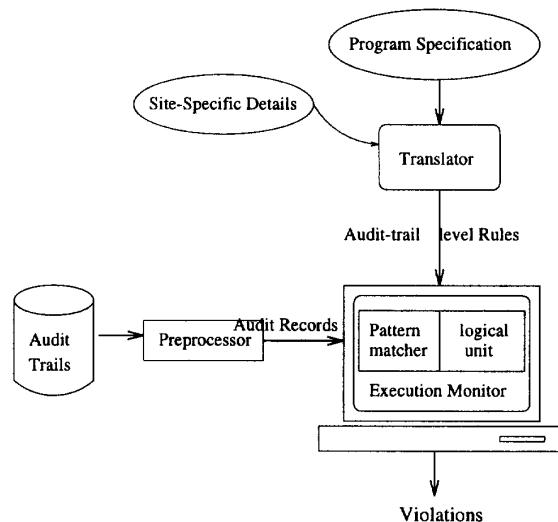 Program Specification
Site-Specific Details
Translator
Audit-trail level Rules
Audit Records
Audit
Trails
Preprocessor
Pattern
matcher
logical
unit
Execution Monitor
Violations